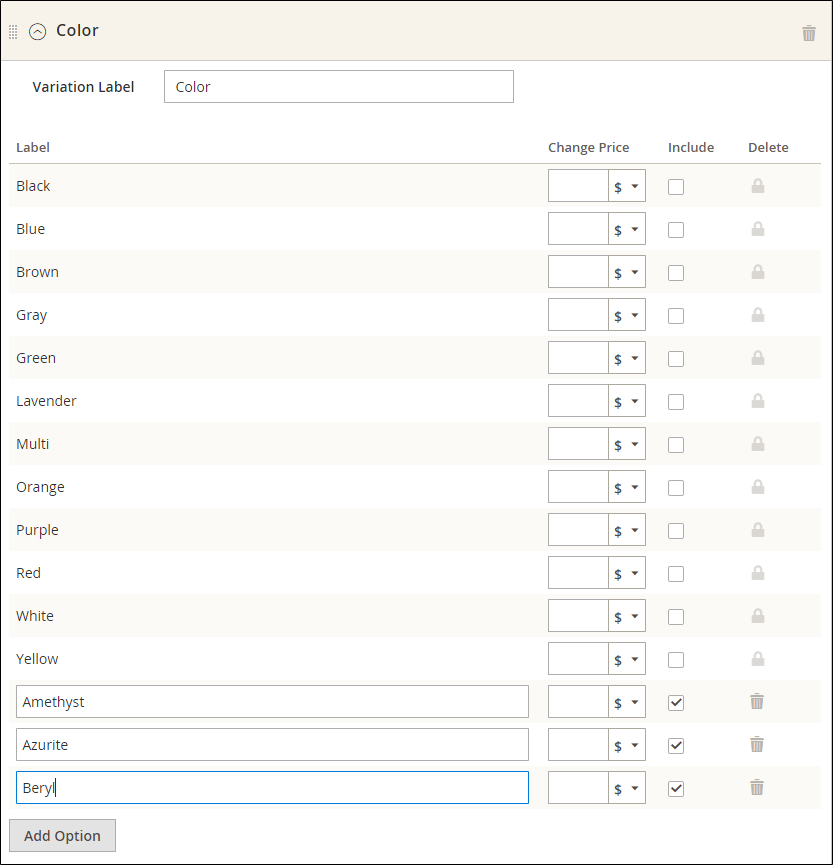 Color
Variation Label Color
Label Change Price Include Delete
Black $
Blue $
Brown $
Gray $
Green $
Lavender $
Multi $
Orange $
Purple $
Red $
White $
Yellow $
Amethyst $
Azurite $
Beryl $
Add Option